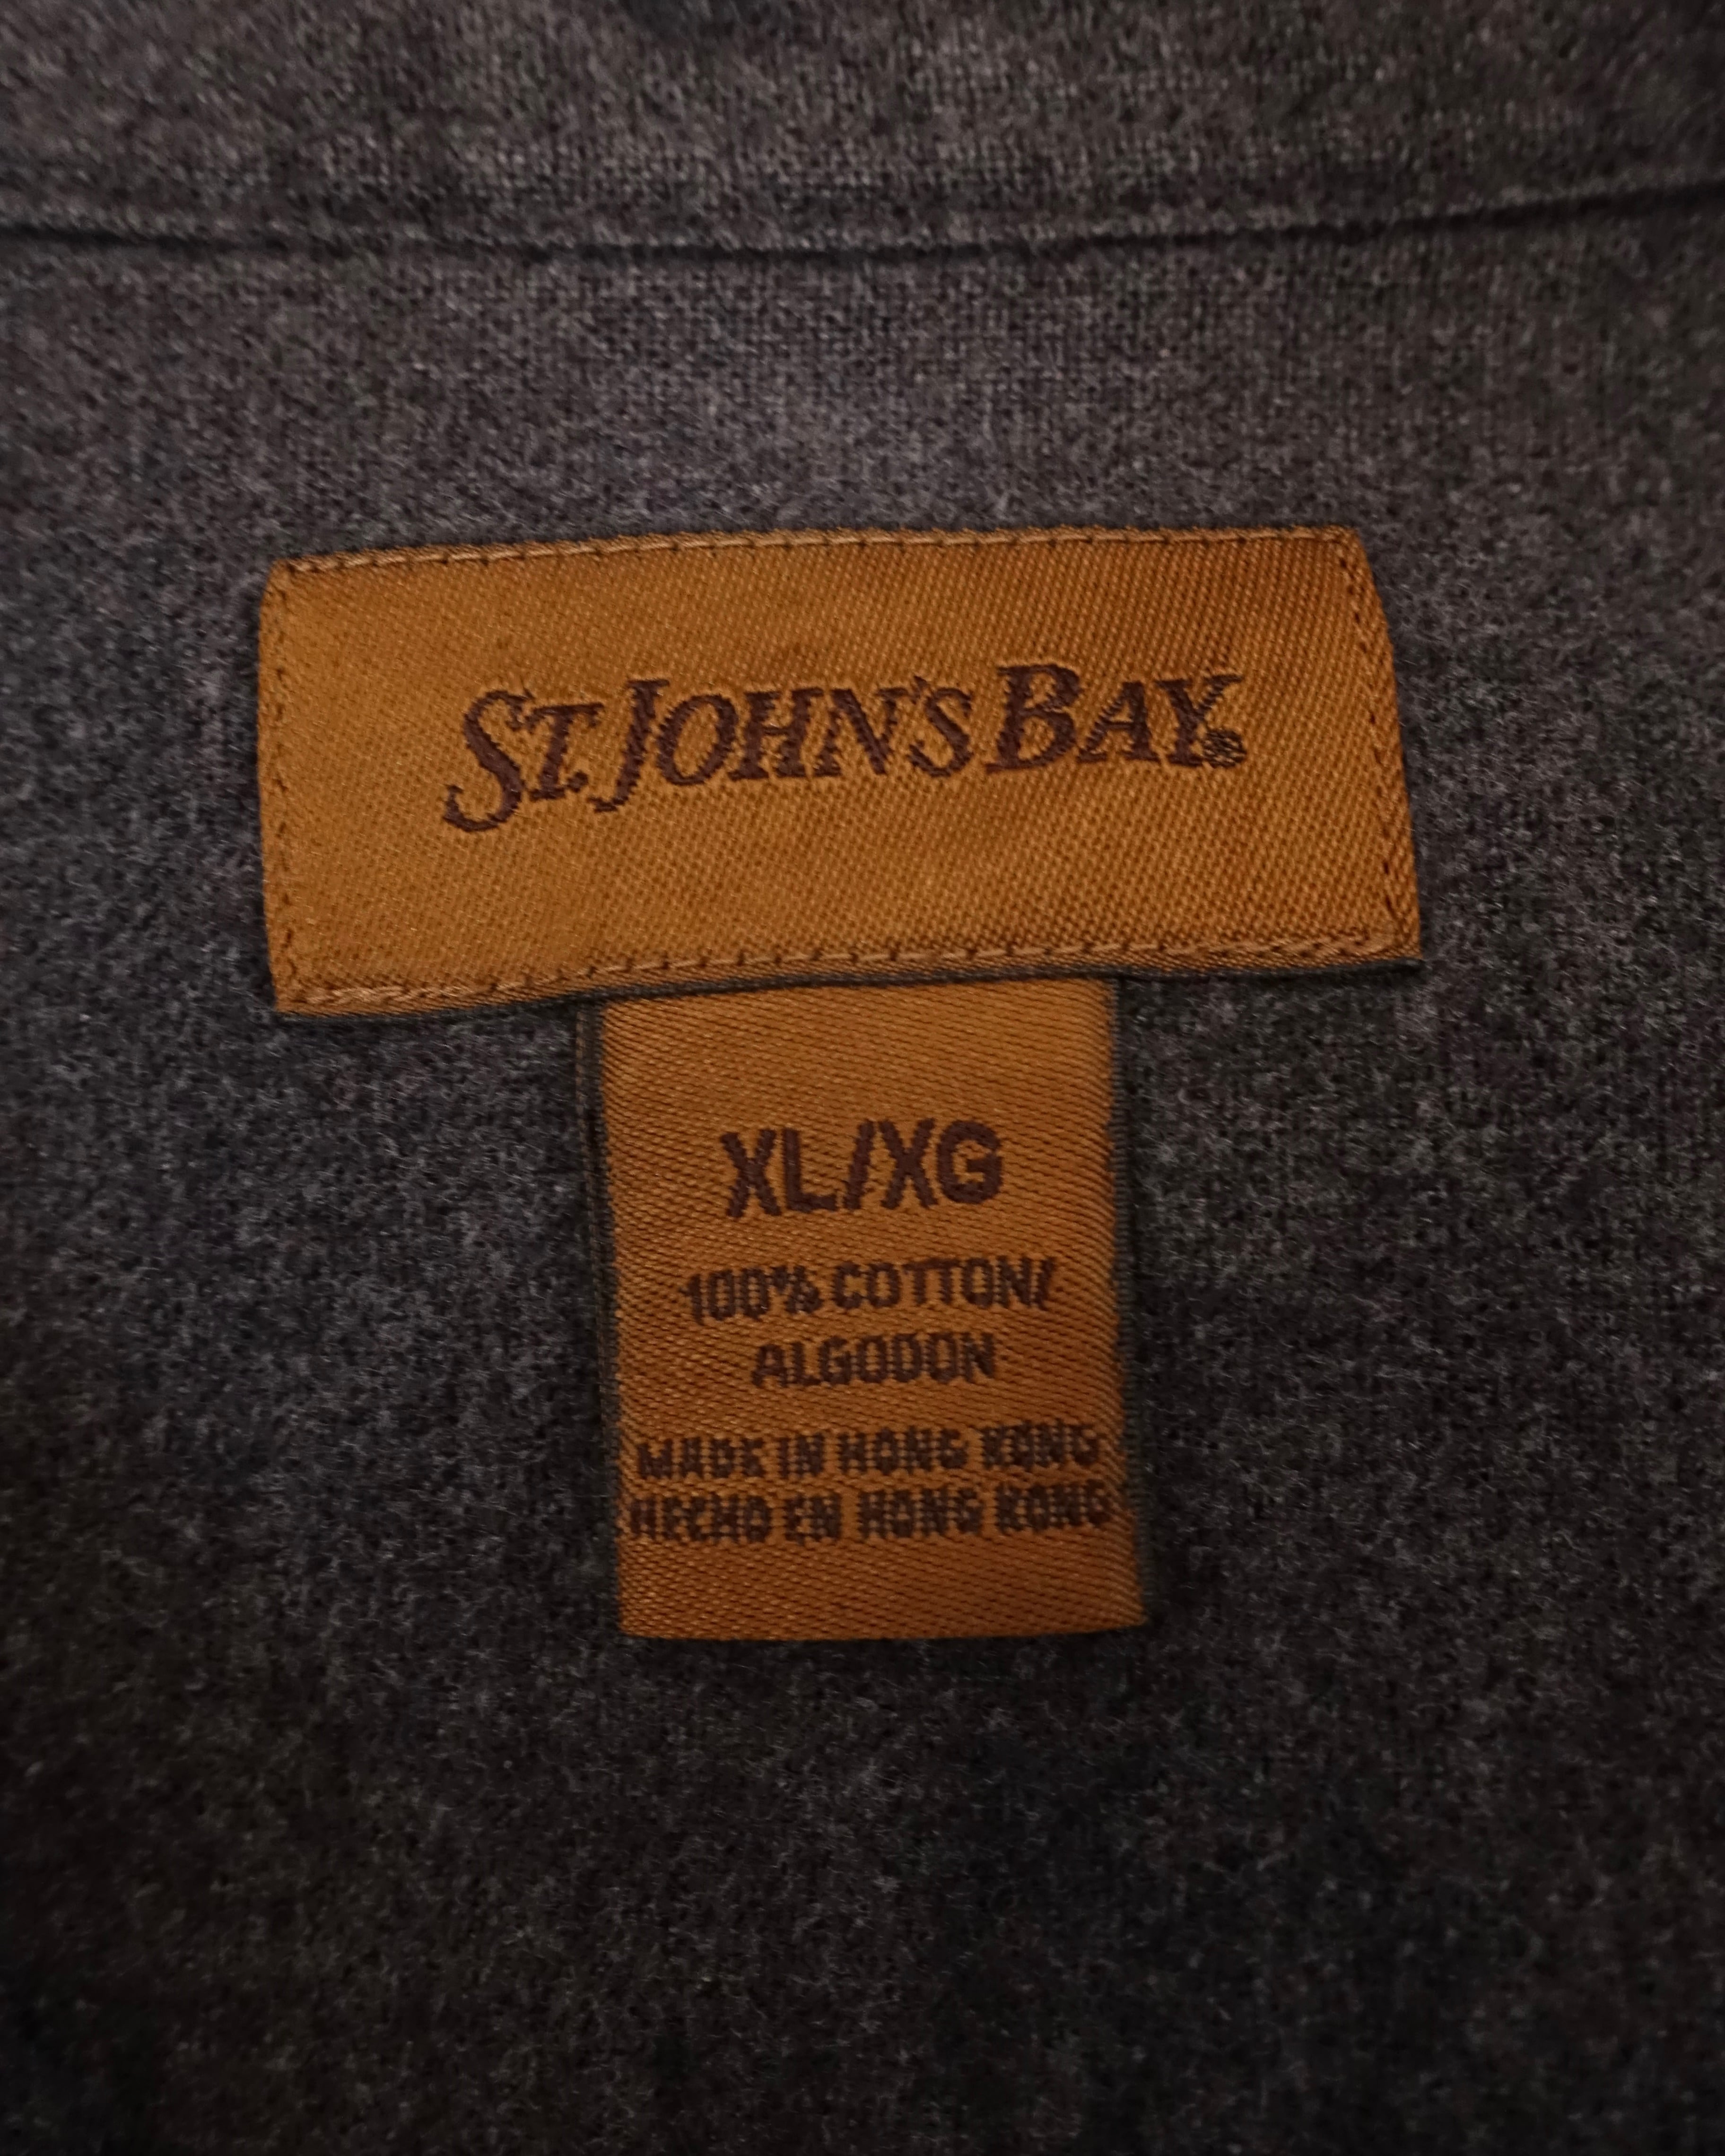 ST. JOHN'S BAY®
XL/XG
100% COTTON/
ALGODON
MADE IN HONG KONG
HECHO EN HONG KONG